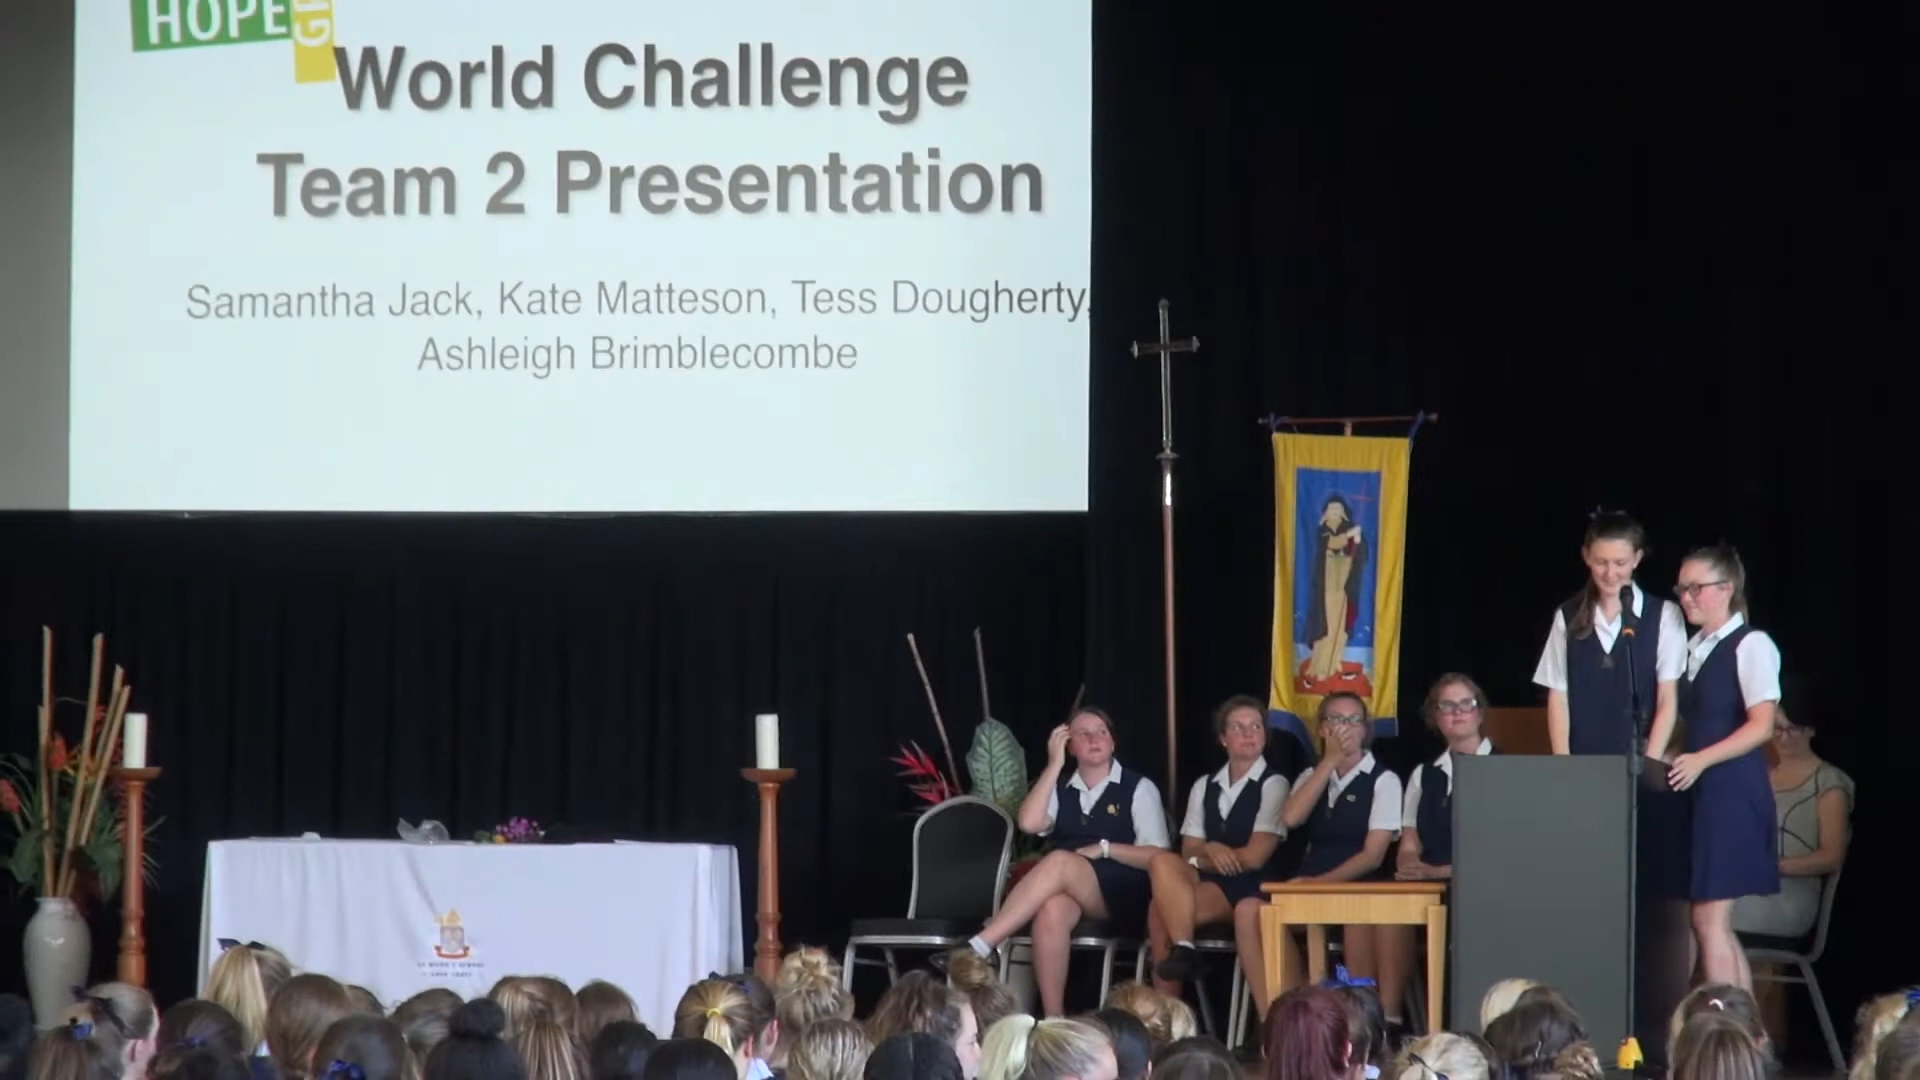 HOPE
World Challenge
Team 2 Presentation
Samantha Jack, Kate Matteson, Tess Dougherty,
Ashleigh Brimblecombe